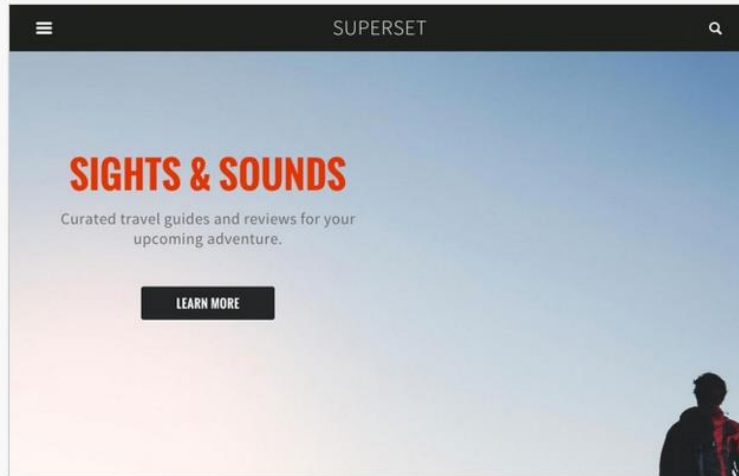 SUPERSET
SIGHTS & SOUNDS
Curated travel guides and reviews for your
upcoming adventure.
LEARN MORE